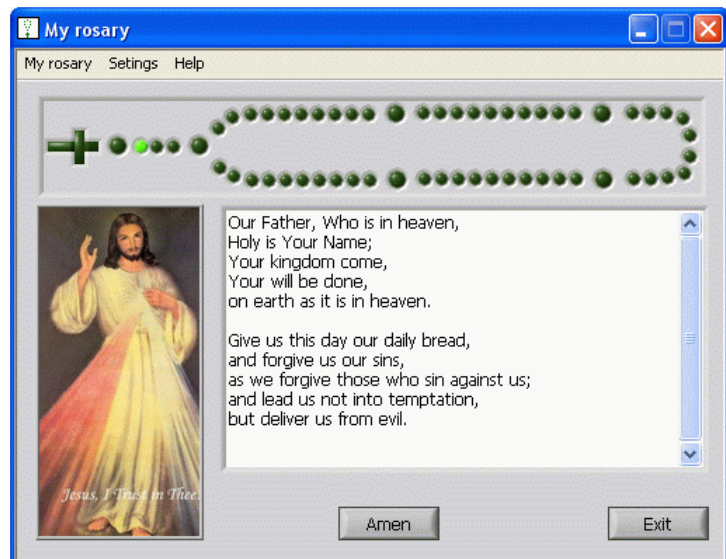 My rosary
My rosary Setings Help
Our Father, Who is in heaven,
Holy is Your Name;
Your kingdom come,
Your will be done,
on earth as it is in heaven.
Give us this day our daily bread,
and forgive us our sins,
as we forgive those who sin against us;
and lead us not into temptation,
but deliver us from evil.
Jesus, I Trust in Thee.
Amen Exit